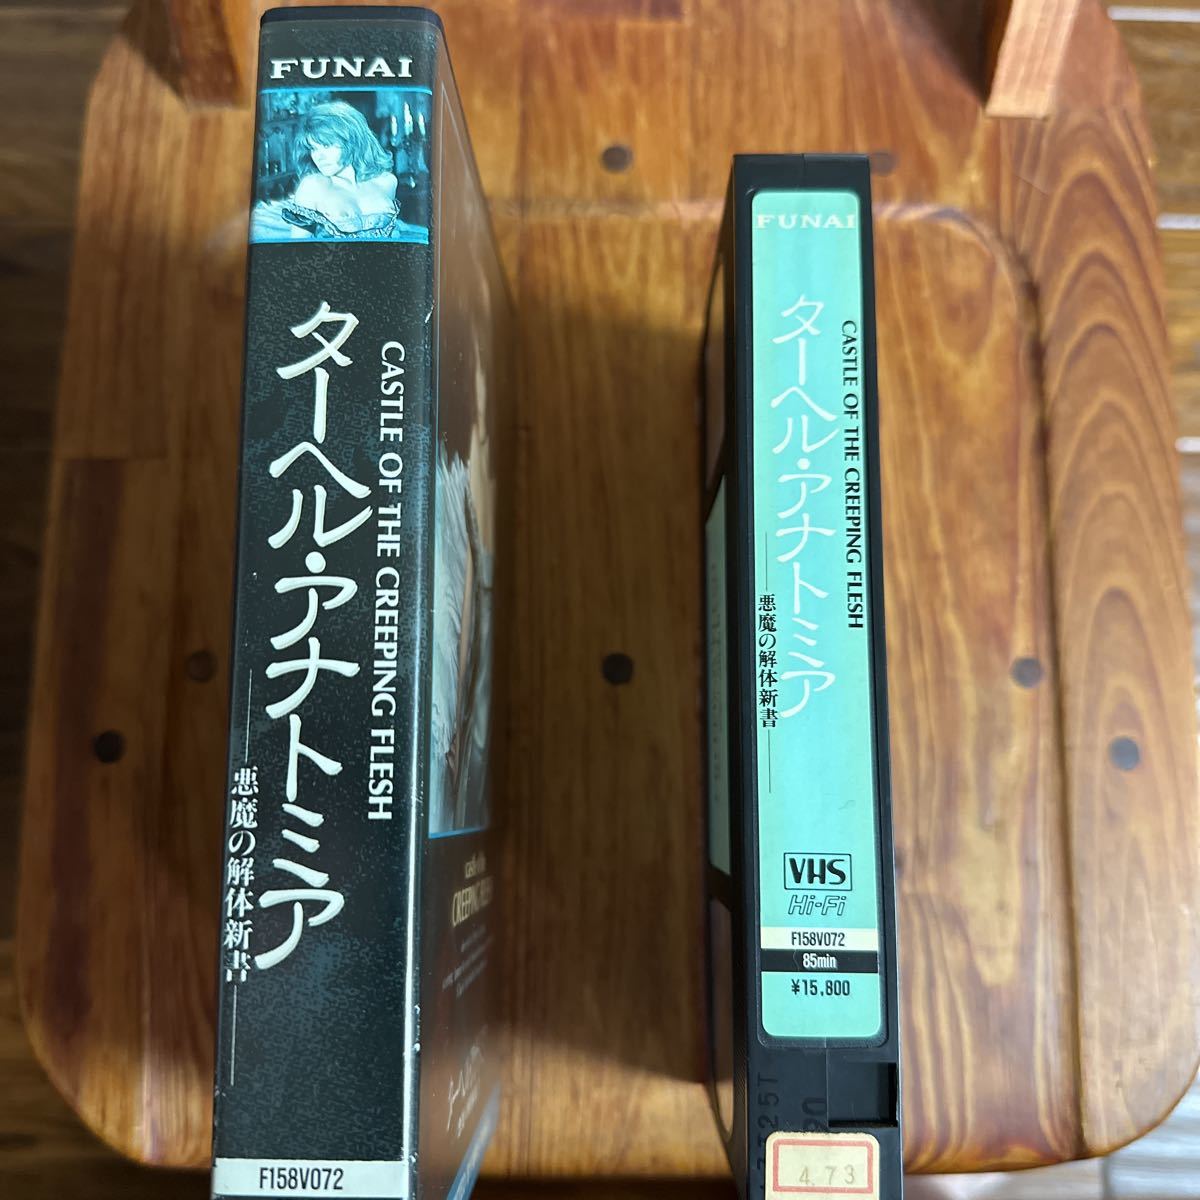 FUNAI
ターヘル・アナトミア
CASTLE OF THE CREEPING FLESH
悪魔の解体新書
F158V072
CREEPING
FUNAI
ターヘル・アナトミア
CASTLE OF THE CREEPING FLESH
悪魔の解体新書
VHS
Hi-Fi
F158V072
85min
¥15,800
4.73